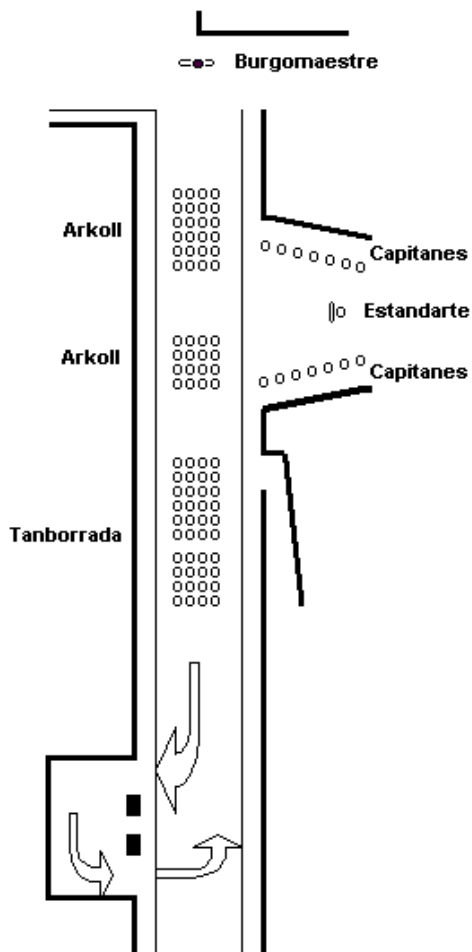 Burgomaestre
Arkoll
Capitanes
Estandarte
Arkoll
Capitanes
Tanborrada